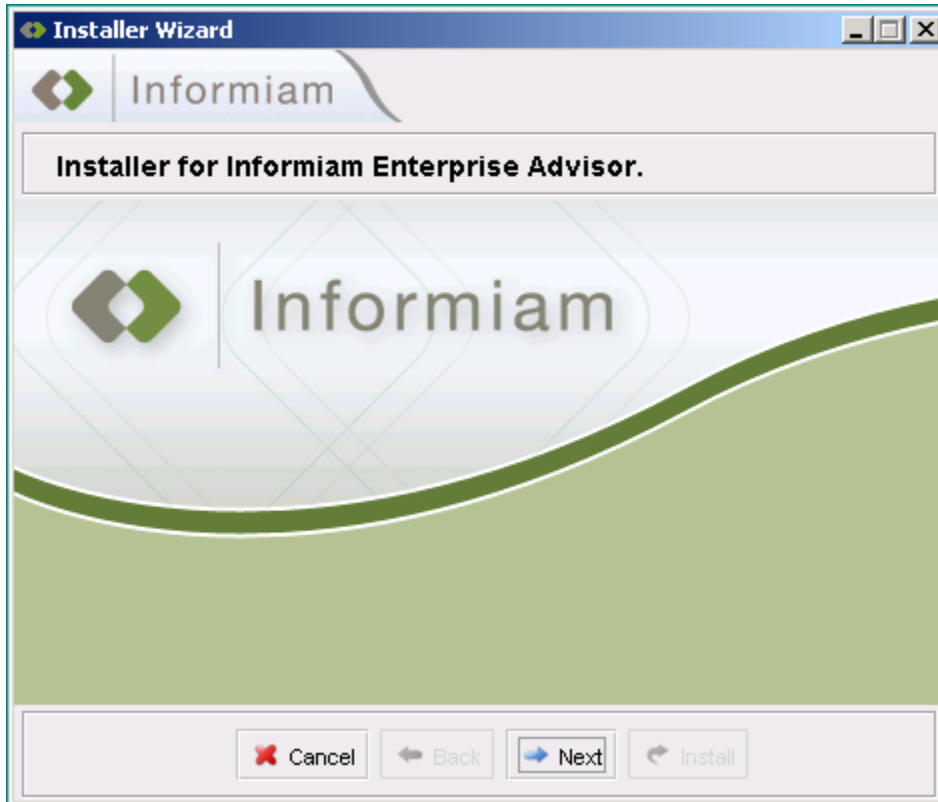 Installer Wizard
Informiam
Installer for Informiam Enterprise Advisor.
Informiam
Cancel Back Next Install